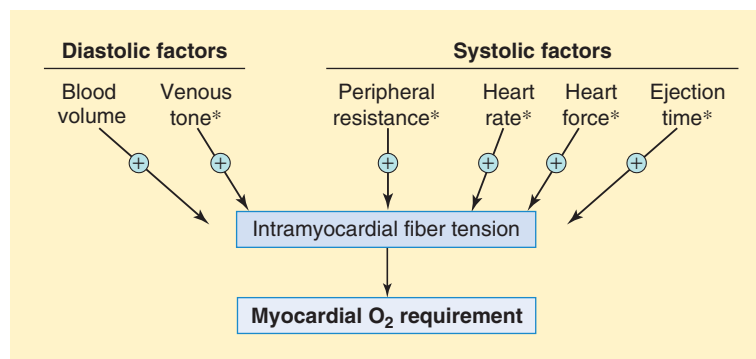 Diastolic factors
Systolic factors
Blood
volume
Venous
tone*
Peripheral
resistance*
Heart
rate*
Heart
force*
Ejection
time*
+
+
+
+
+
+
Intramyocardial fiber tension
Myocardial O₂ requirement